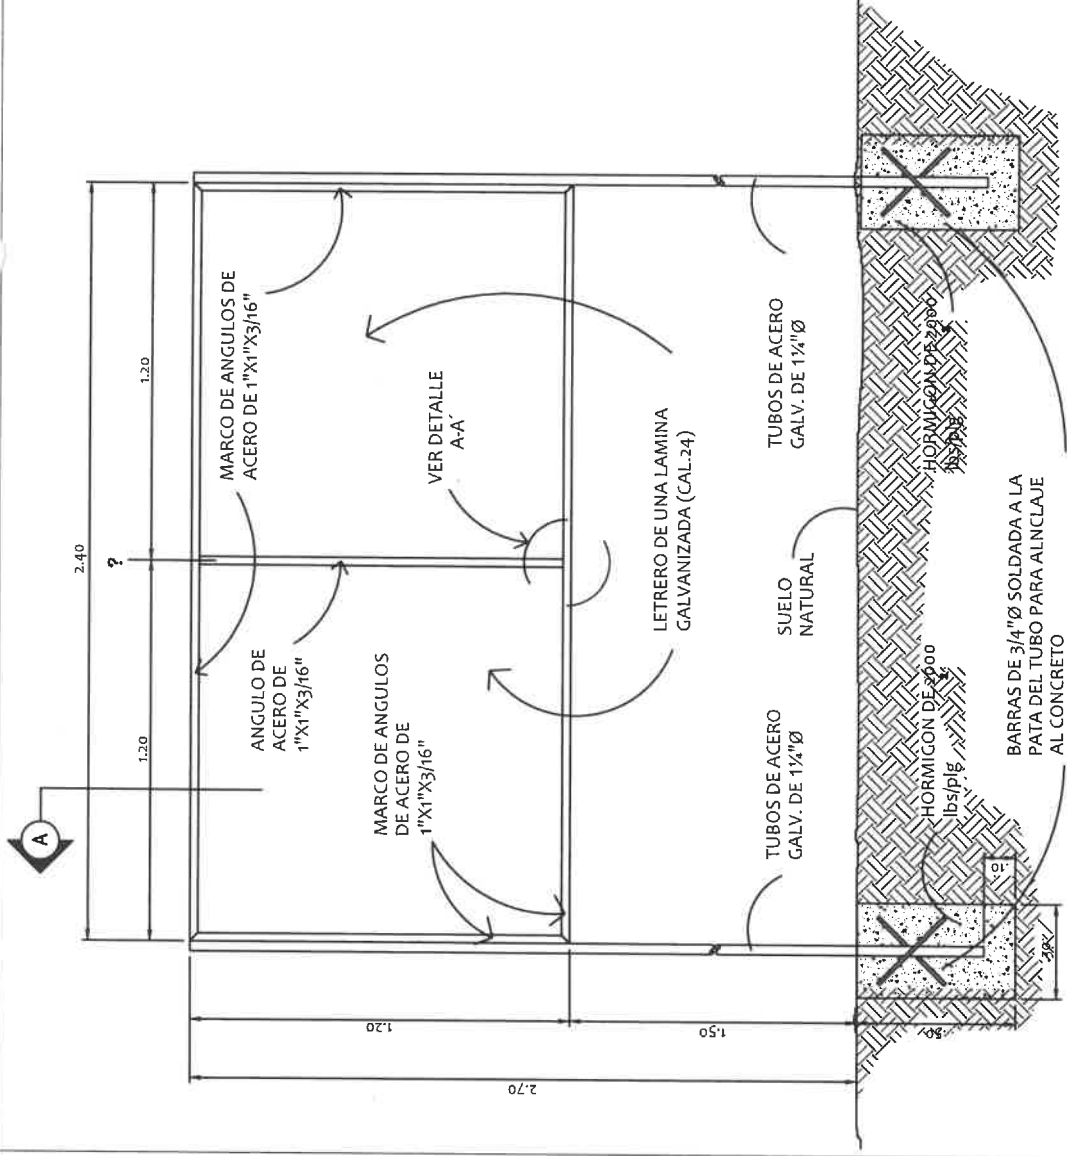 2.40
1.20
?
1.20
A
MARCO DE ANGULOS DE
ACERO DE 1"X1"X3/16"
ANGULO DE
ACERO DE
1"X1"X3/16"
VER DETALLE
A-A´
MARCO DE ANGULOS
DE ACERO DE
1"X1"X3/16"
LETRERO DE UNA LAMINA
GALVANIZADA (CAL.24)
TUBOS DE ACERO
GALV. DE 1¼"Ø
SUELO
NATURAL
TUBOS DE ACERO
GALV. DE 1¼"Ø
HORMIGON DE 2000
lbs/plg
HORMIGON DE 2000
lbs/plg
BARRAS DE 3/4"Ø SOLDADA A LA
PATA DEL TUBO PARA ALNCLAJE
AL CONCRETO
1.20
1.50
2.70
.50
.10